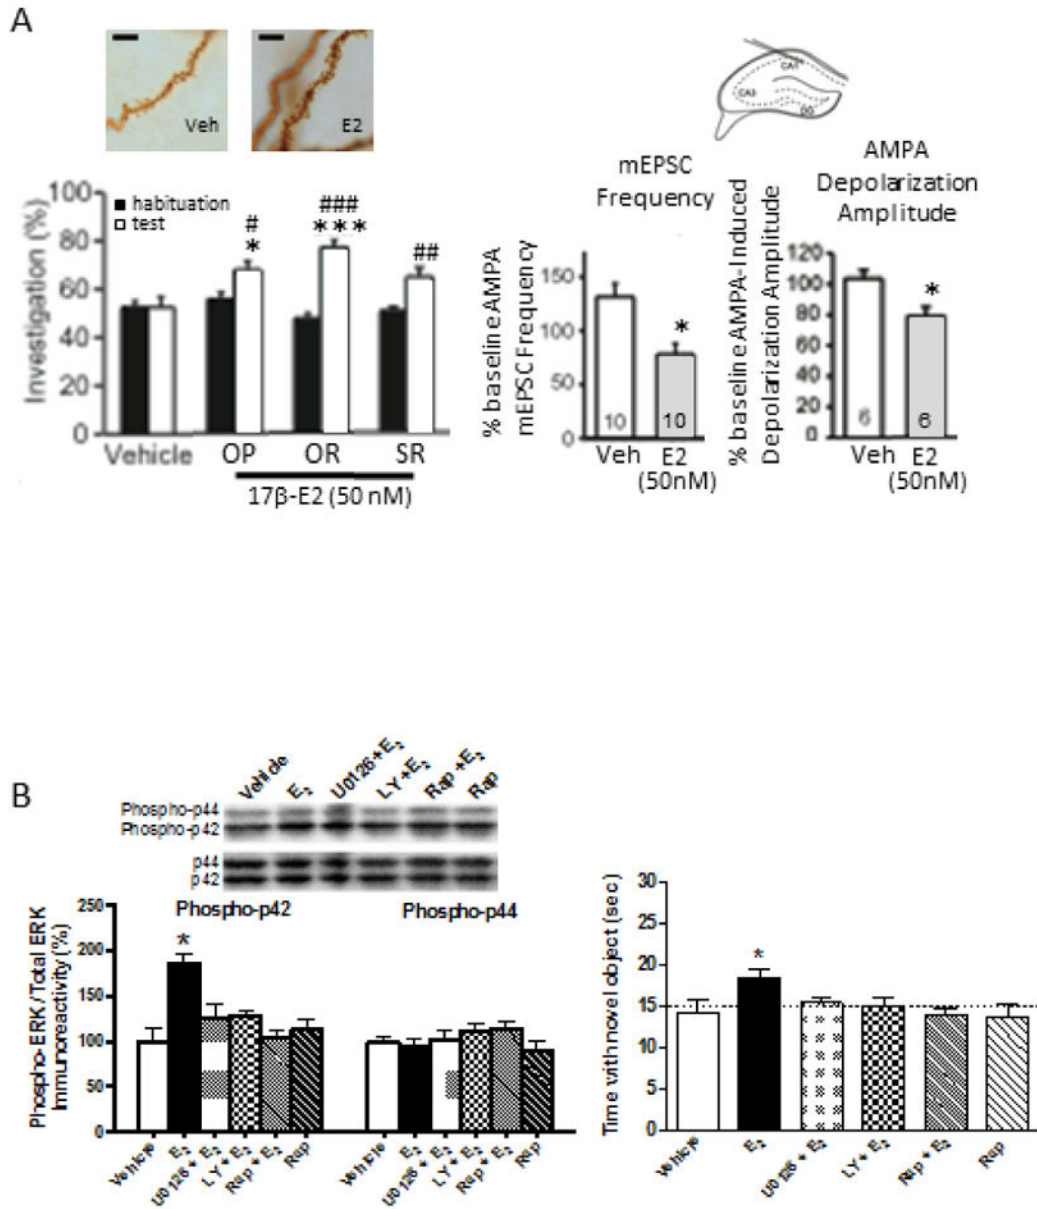 A
Veh
E2
CA1
CA3
DG
mEPSC
Frequency
AMPA
Depolarization
Amplitude
Investigation (%)
100
80
60
40
20
0
habituation
test
#
*
###
***
##
Vehicle
OP
OR
SR
17β-E2 (50 nM)
% baseline AMPA
mEPSC Frequency
150
100
50
0
*
10
10
Veh
E2
(50nM)
% baseline AMPA-Induced
Depolarization Amplitude
120
100
80
60
40
20
0
*
6
6
Veh
E2
(50nM)
B
Vehicle
E2
U0126+E2
LY+E2
Rap+E2
Rap
Phospho-p44
Phospho-p42
p44
p42
Phospho-ERK / Total ERK
Immunoreactivity (%)
250
200
150
100
50
0
Phospho-p42
Phospho-p44
*
Vehicle
E2
U0126 + E2
LY + E2
Rap + E2
Rap
Vehicle
E2
U0126 + E2
LY + E2
Rap + E2
Rap
Time with novel object (sec)
30
25
20
15
10
5
0
*
Vehicle
E2
U0126 + E2
LY + E2
Rap + E2
Rap